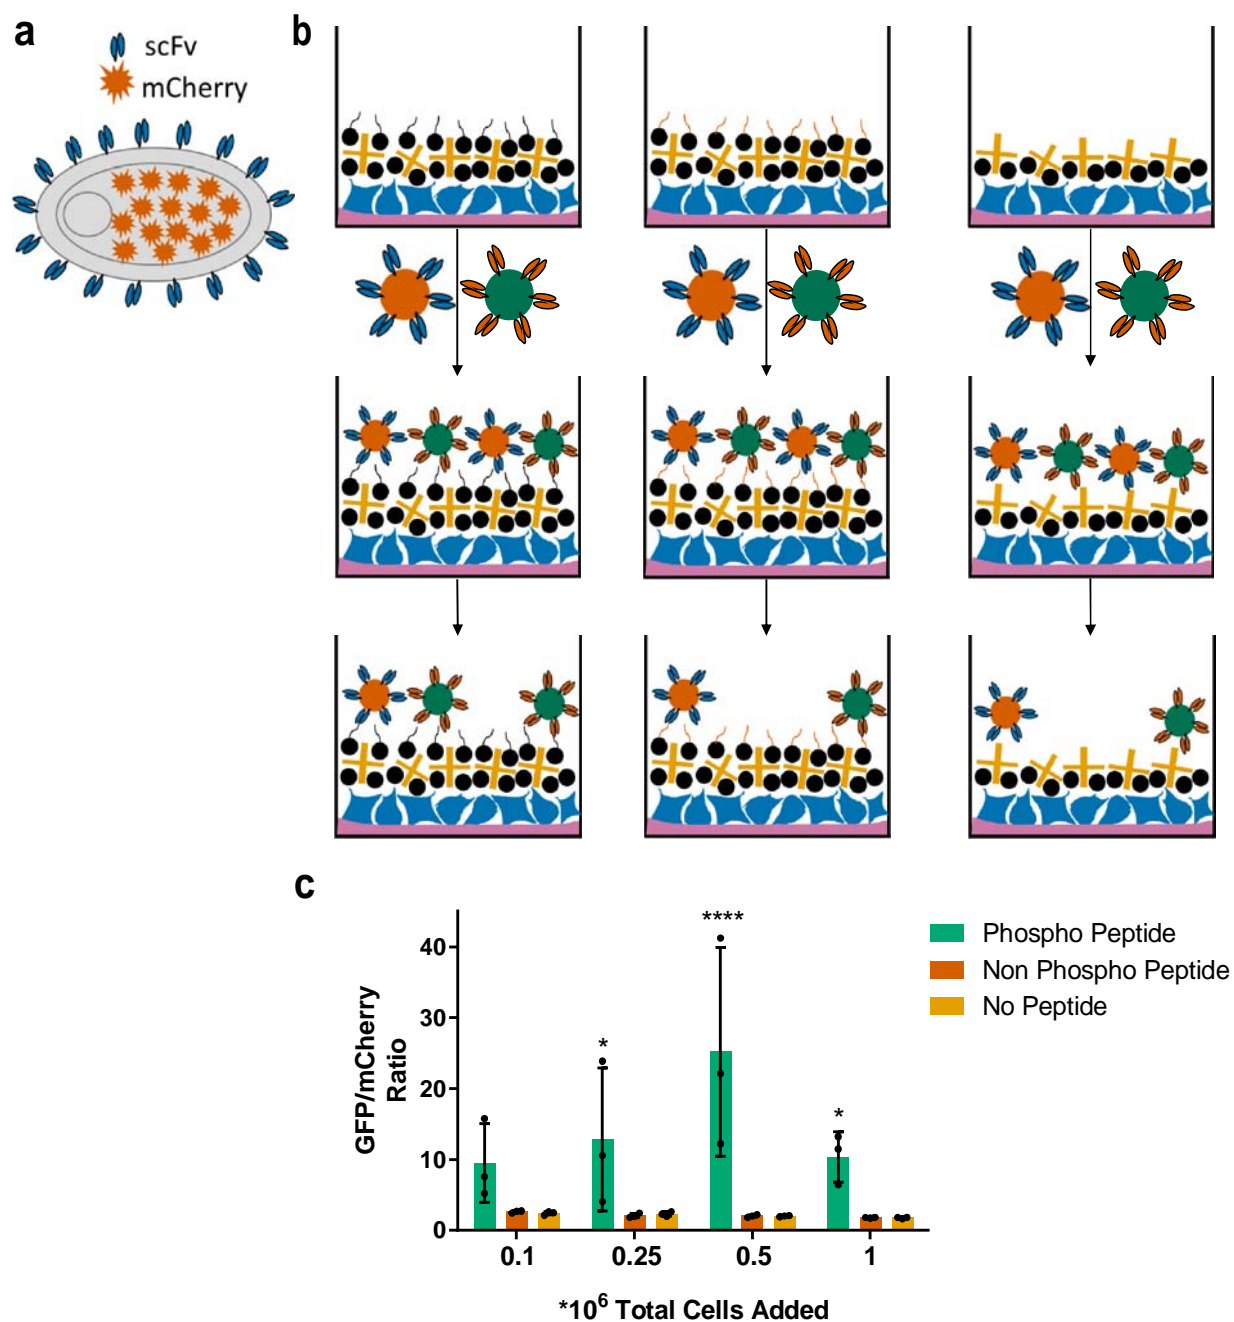 a
scFv
mCherry
b
c
****
*
*
GFP/mCherry
Ratio
40
30
20
10
0
0.1
0.25
0.5
1
*10⁶ Total Cells Added
Phospho Peptide
Non Phospho Peptide
No Peptide